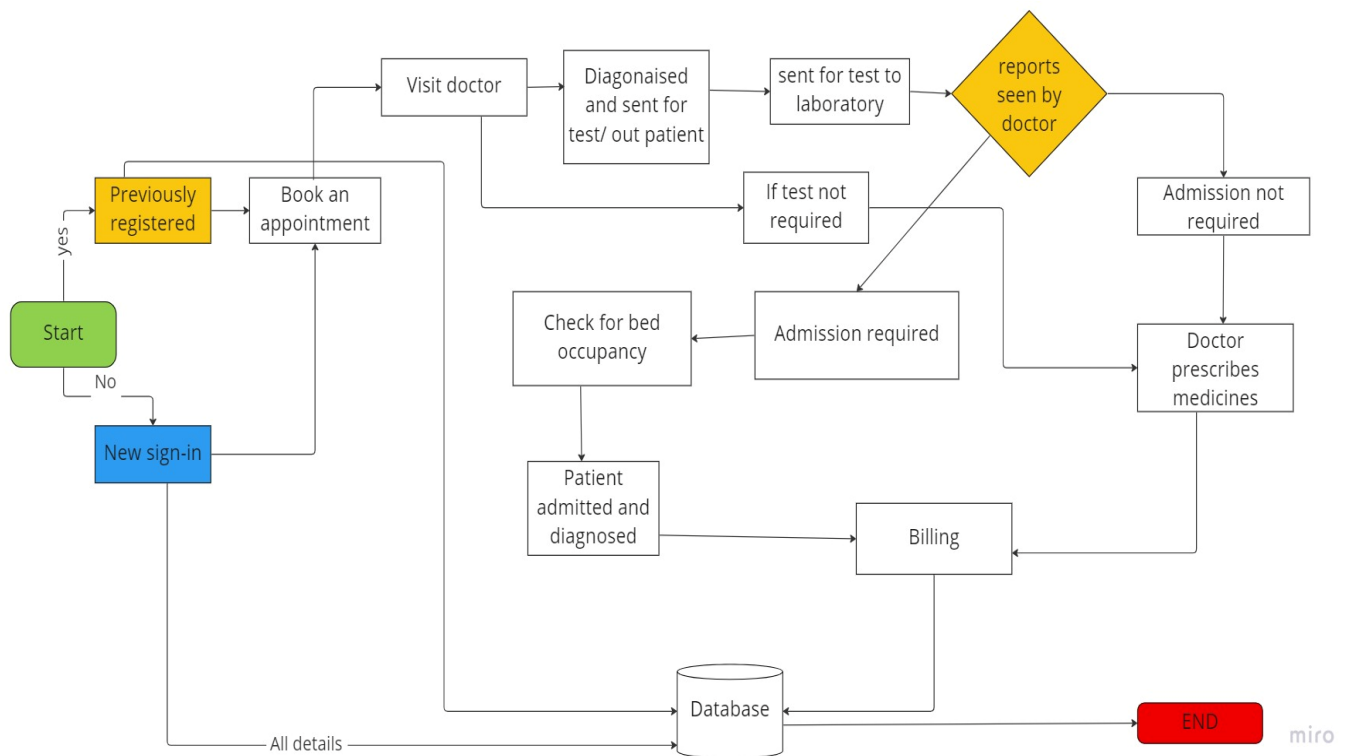 Visit doctor
Diagonaised
and sent for
test/ out patient
sent for test to
laboratory
reports
seen by
doctor
Previously
registered
Book an
appointment
If test not
required
Admission not
required
yes
Start
No
Check for bed
occupancy
Admission required
Doctor
prescribes
medicines
New sign-in
Patient
admitted and
diagnosed
Billing
Database
All details
END
miro